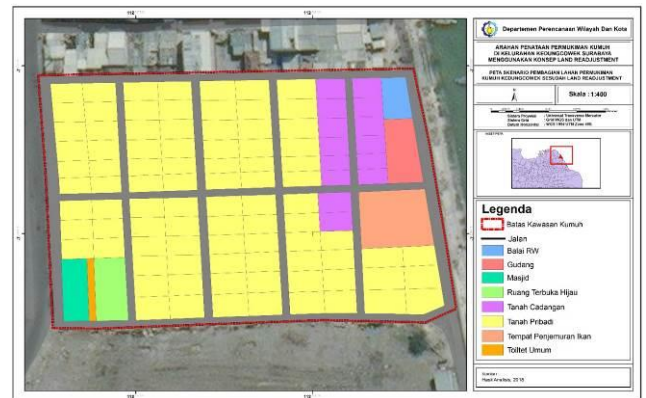 Departemen Perencanaan Wilayah Dan Kota
ARAHAN PENATAAN PERMUKIMAN KUMUH
DI KELURAHAN KEDUNGCOWEK SURABAYA
MENGGUNAKAN KONSEP LAND READJUSTMENT
PETA SKENARIO PEMBAGIAN LAHAN PERMUKIMAN
KUMUH KEDUNGCOWEK SESUDAH LAND READJUSTMENT
Skala : 1:400
Legenda
Batas Kawasan Kumuh
Jalan
Balai RW
Gudang
Masjid
Ruang Terbuka Hijau
Tanah Cadangan
Tanah Pribadi
Tempat Penjemuran Ikan
Toiltet Umum
Hasil Analisis, 2018